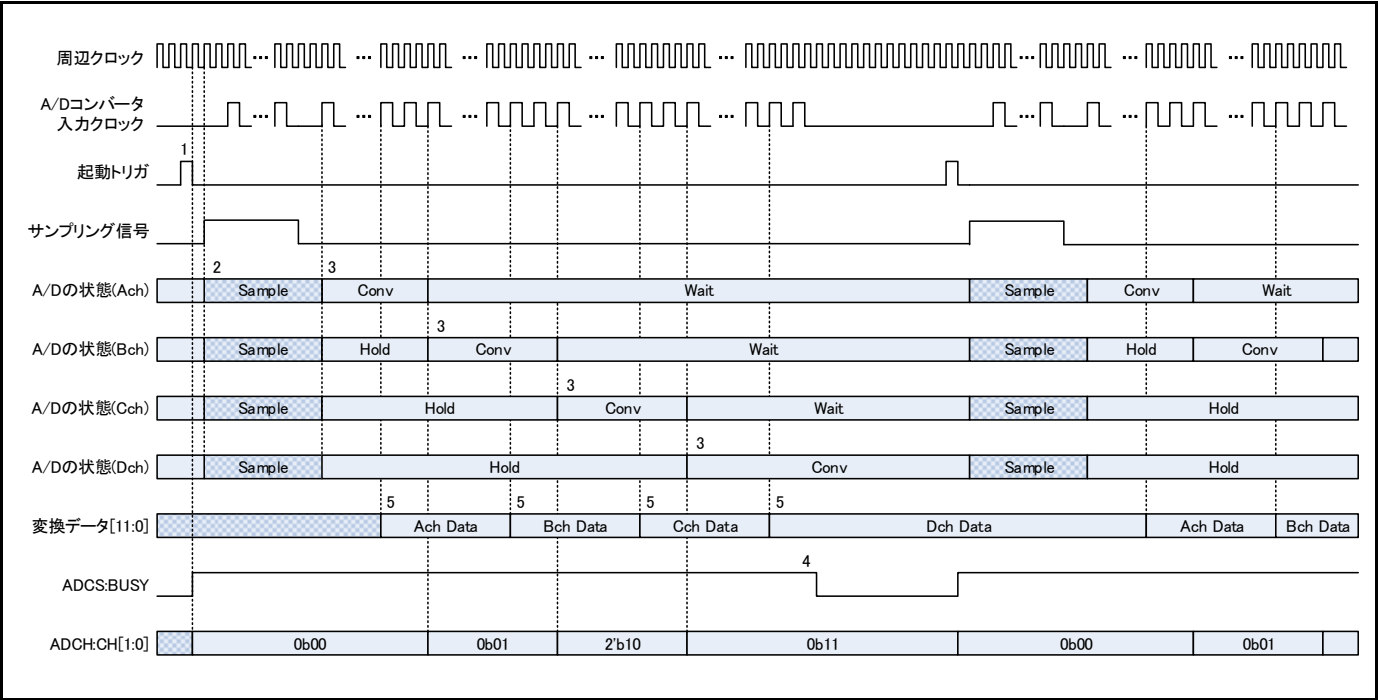 周辺クロック
A/Dコンバータ
入力クロック
1
起動トリガ
サンプリング信号
2 3
A/Dの状態(Ach) Sample Conv Wait Sample Conv Wait
3
A/Dの状態(Bch) Sample Hold Conv Wait Sample Hold Conv
3
A/Dの状態(Cch) Sample Hold Conv Wait Sample Hold
3
A/Dの状態(Dch) Sample Hold Conv Sample Hold
5 5 5 5
変換データ[11:0] Ach Data Bch Data Cch Data Dch Data Ach Data Bch Data
4
ADCS:BUSY
ADCH:CH[1:0] 0b00 0b01 2'b10 0b11 0b00 0b01